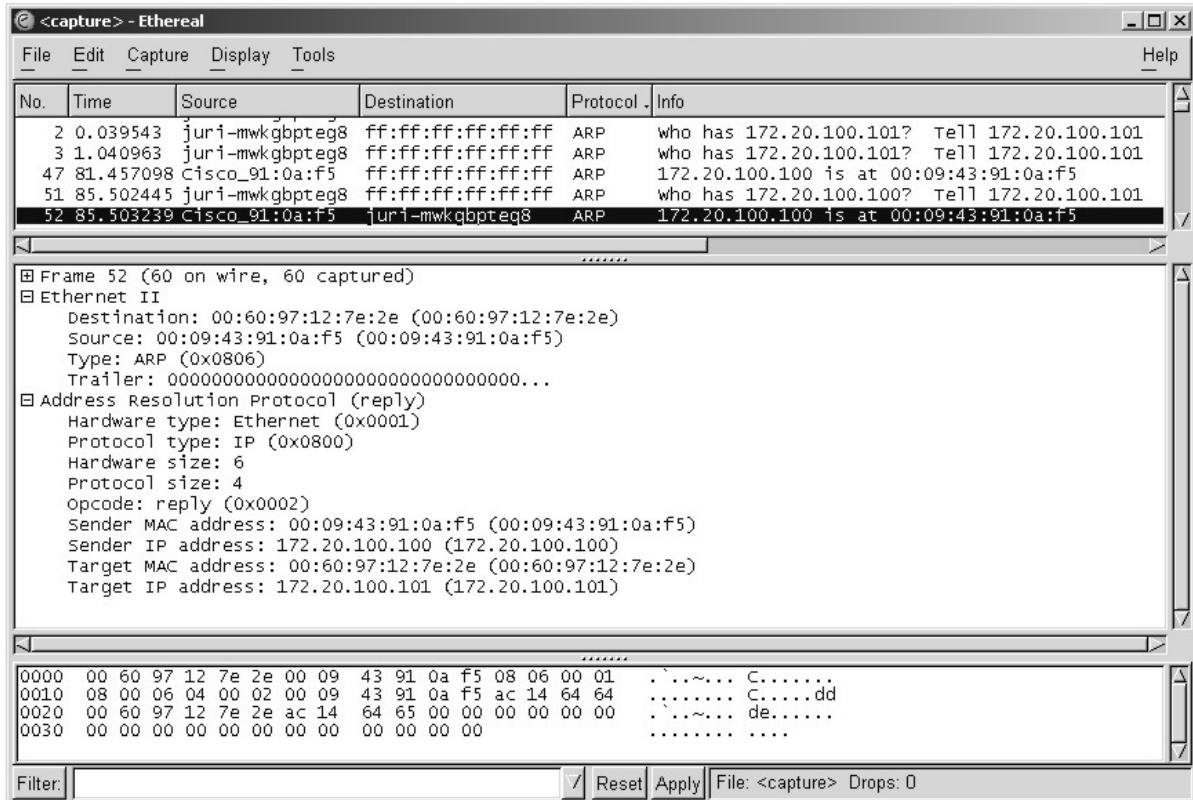 <capture> - Ethereal
File Edit Capture Display Tools Help
No. Time Source Destination Protocol Info
2 0.039543 juri-mwkgbpteg8 ff:ff:ff:ff:ff:ff ARP who has 172.20.100.101? Tell 172.20.100.101
3 1.040963 juri-mwkgbpteg8 ff:ff:ff:ff:ff:ff ARP who has 172.20.100.101? Tell 172.20.100.101
47 81.457098 Cisco_91:0a:f5 ff:ff:ff:ff:ff:ff ARP 172.20.100.100 is at 00:09:43:91:0a:f5
51 85.502445 juri-mwkgbpteg8 ff:ff:ff:ff:ff:ff ARP who has 172.20.100.100? Tell 172.20.100.101
52 85.503239 Cisco_91:0a:f5 juri-mwkgbpteg8 ARP 172.20.100.100 is at 00:09:43:91:0a:f5
Frame 52 (60 on wire, 60 captured)
Ethernet II
Destination: 00:60:97:12:7e:2e (00:60:97:12:7e:2e)
Source: 00:09:43:91:0a:f5 (00:09:43:91:0a:f5)
Type: ARP (0x0806)
Trailer: 00000000000000000000000000000000...
Address Resolution Protocol (reply)
Hardware type: Ethernet (0x0001)
Protocol type: IP (0x0800)
Hardware size: 6
Protocol size: 4
Opcode: reply (0x0002)
Sender MAC address: 00:09:43:91:0a:f5 (00:09:43:91:0a:f5)
Sender IP address: 172.20.100.100 (172.20.100.100)
Target MAC address: 00:60:97:12:7e:2e (00:60:97:12:7e:2e)
Target IP address: 172.20.100.101 (172.20.100.101)
0000 00 60 97 12 7e 2e 00 09 43 91 0a f5 08 06 00 01 .`..~... C.......
0010 08 00 06 04 00 02 00 09 43 91 0a f5 ac 14 64 64 ........ C.....dd
0020 00 60 97 12 7e 2e ac 14 64 65 00 00 00 00 00 00 .`..~... de......
0030 00 00 00 00 00 00 00 00 00 00 00 00 ........ ....
Filter: Reset Apply File: <capture> Drops: 0